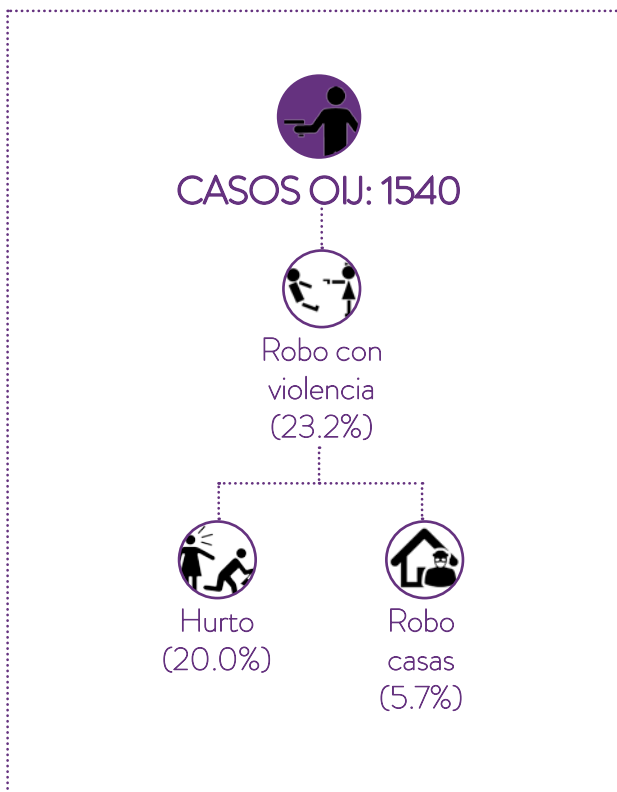 CASOS OIJ: 1540
Robo con
violencia
(23.2%)
Hurto
(20.0%)
Robo
casas
(5.7%)